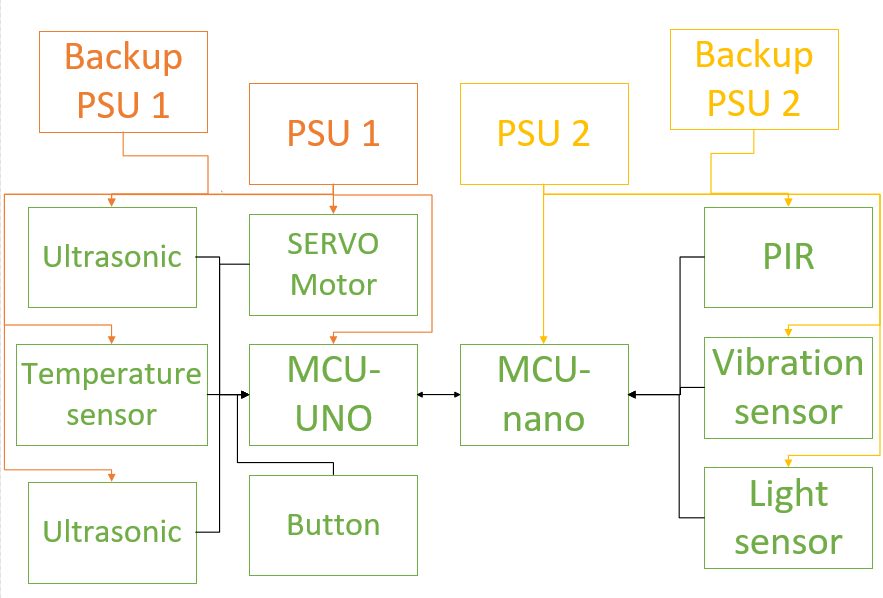 Backup
PSU 1
PSU 1
PSU 2
Backup
PSU 2
Ultrasonic
SERVO
Motor
PIR
Temperature
sensor
MCU-
UNO
MCU-
nano
Vibration
sensor
Ultrasonic
Button
Light
sensor